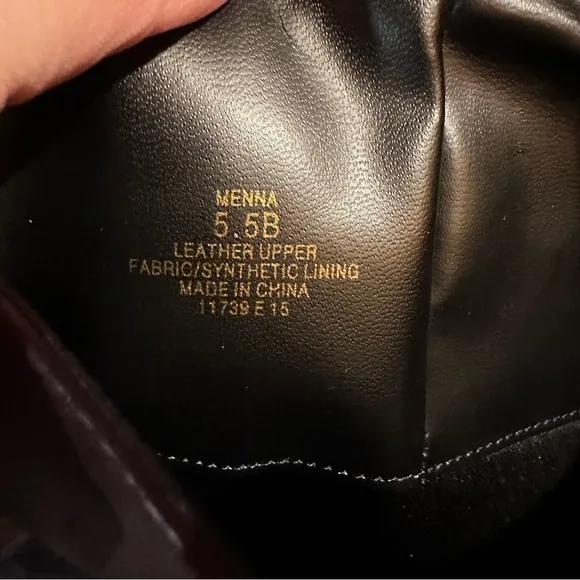 MENNA
5.5B
LEATHER UPPER
FABRIC/SYNTHETIC LINING
MADE IN CHINA
11739 E 15